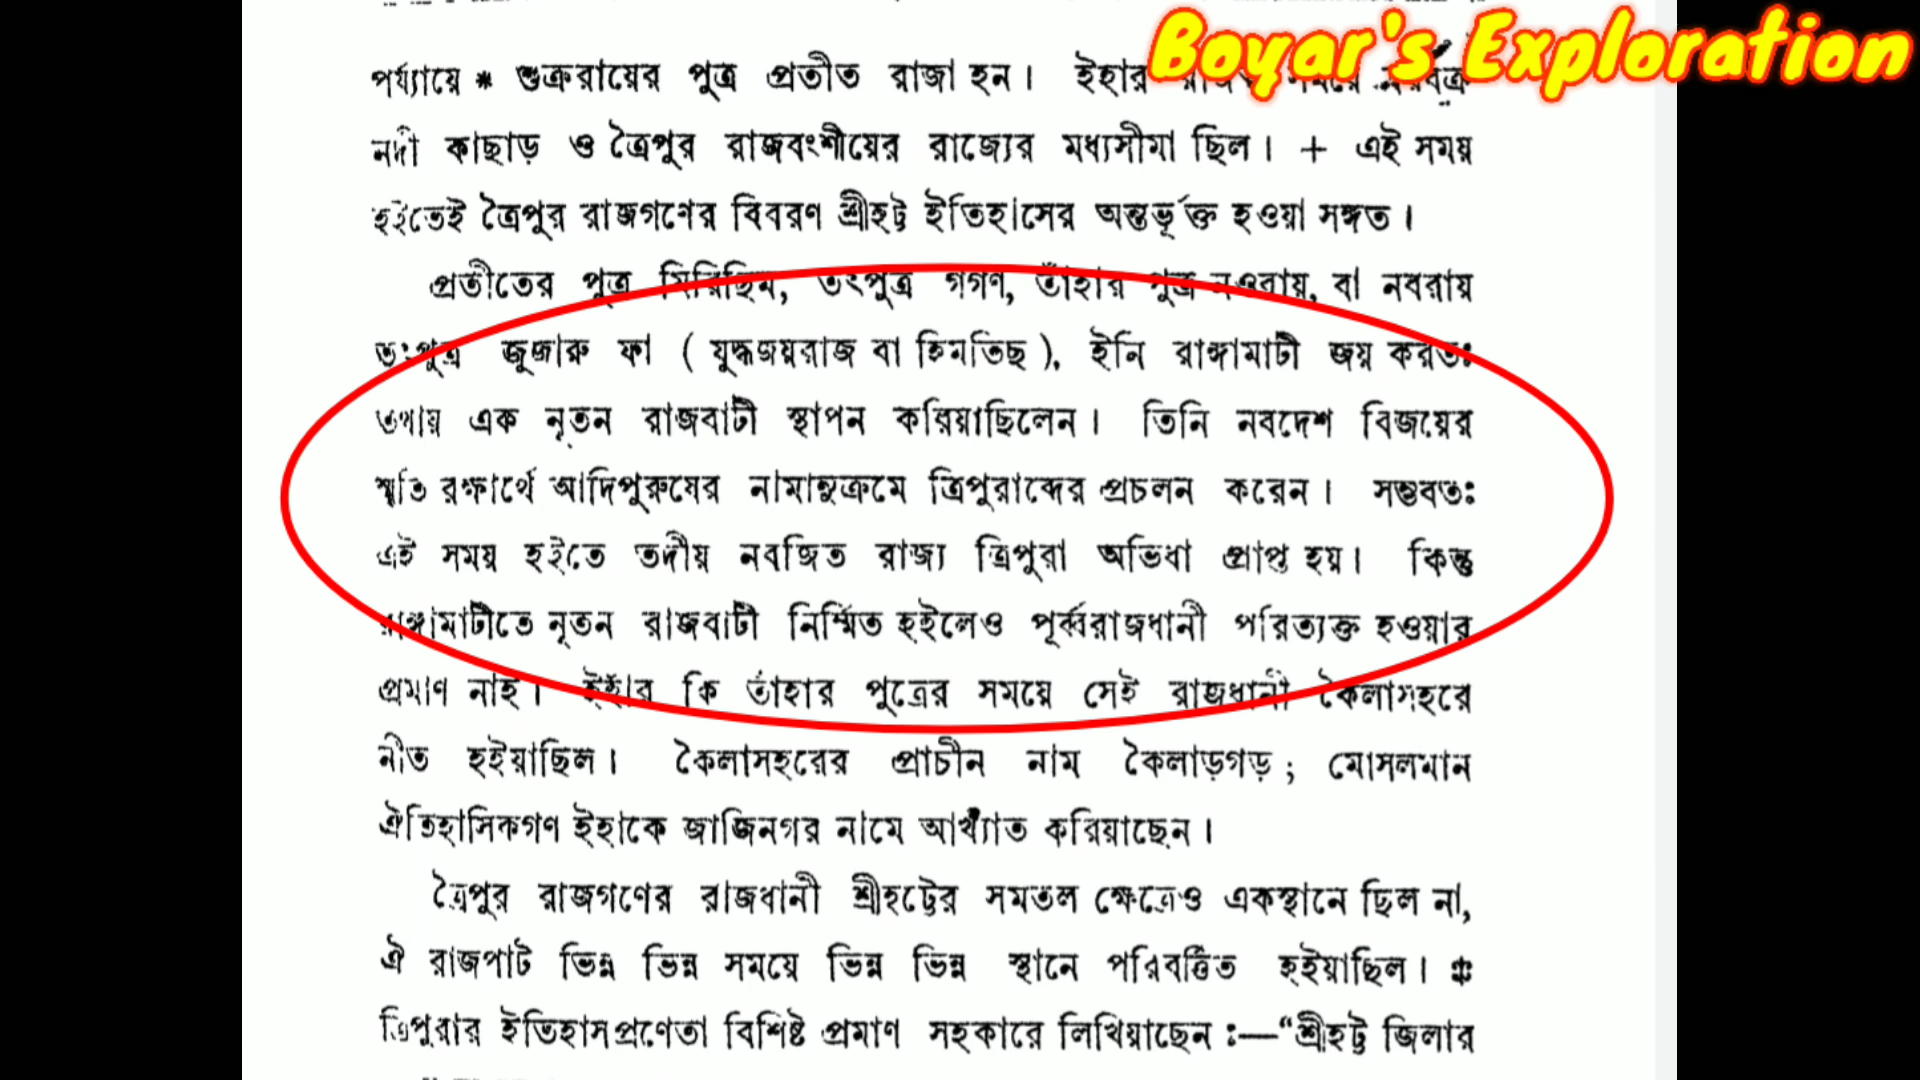 Boyar's Exploration
পর্য্যায়ে * শুক্ররায়ের পুত্র প্রতীত রাজা হন। ইহার
নদী কাছাড় ও ত্রৈপুর রাজবংশীয়ের রাজ্যের মধ্যসীমা ছিল। + এই সময়
হইতেই ত্রৈপুর রাজগণের বিবরণ শ্রীহট্ট ইতিহাসের অন্তর্ভূক্ত হওয়া সঙ্গত।
প্রতীতের পুত্র মিরিছিম, তৎপুত্র গগণ, তাঁহার পুত্র নওরায়, বা নবরায়
তৎপুত্র জুজারু ফা ( যুদ্ধজয়রাজ বা হিমতিছ ), ইনি রাঙ্গামাটী জয় করতঃ
তথায় এক নূতন রাজবাটী স্থাপন করিয়াছিলেন। তিনি নবদেশ বিজয়ের
স্মৃতি রক্ষার্থে আদিপুরুষের নামানুক্রমে ত্রিপুরাব্দের প্রচলন করেন। সম্ভবতঃ
এই সময় হইতে তদীয় নবজিত রাজ্য ত্রিপুরা অভিধা প্রাপ্ত হয়। কিন্তু
রাঙ্গামাটীতে নূতন রাজবাটী নির্ম্মিত হইলেও পূর্ব্বরাজধানী পরিত্যক্ত হওয়ার
প্রমাণ নাই। ইহাঁর কি তাঁহার পুত্রের সময়ে সেই রাজধানী কৈলাসহরে
নীত হইয়াছিল। কৈলাসহরের প্রাচীন নাম কৈলাড়গড় ; মোসলমান
ঐতিহাসিকগণ ইহাকে জাজিনগর নামে আখ্যাত করিয়াছেন।
ত্রৈপুর রাজগণের রাজধানী শ্রীহট্টের সমতল ক্ষেত্রেও একস্থানে ছিল না,
ঐ রাজপাট ভিন্ন ভিন্ন সময়ে ভিন্ন ভিন্ন স্থানে পরিবর্ত্তিত হইয়াছিল। ‡
ত্রিপুরার ইতিহাসপ্রণেতা বিশিষ্ট প্রমাণ সহকারে লিখিয়াছেন :—“শ্রীহট্ট জিলার